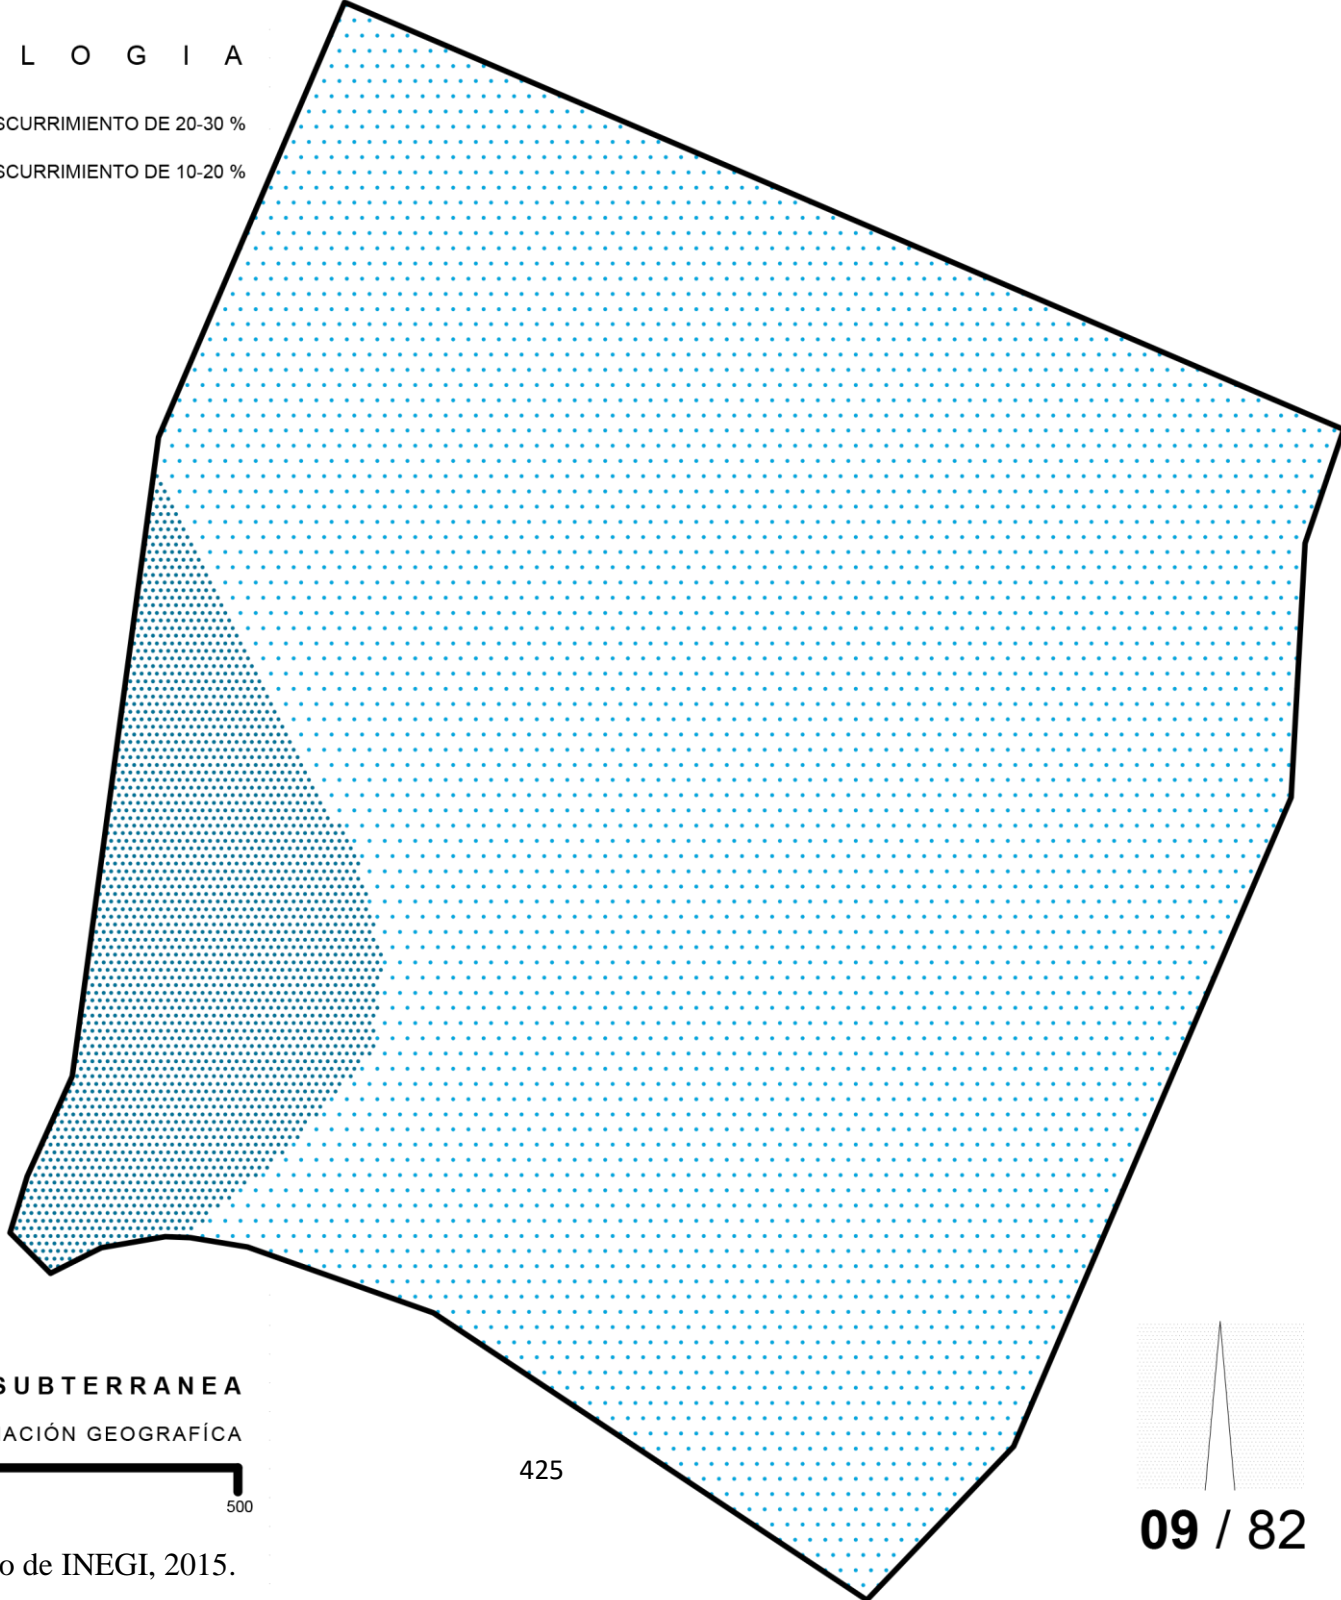 L O G I A
SCURRIMIENTO DE 20-30 %
SCURRIMIENTO DE 10-20 %
SUBTERRANEA
ACIÓN GEOGRAFÍCA
425
500
09 / 82
o de INEGI, 2015.